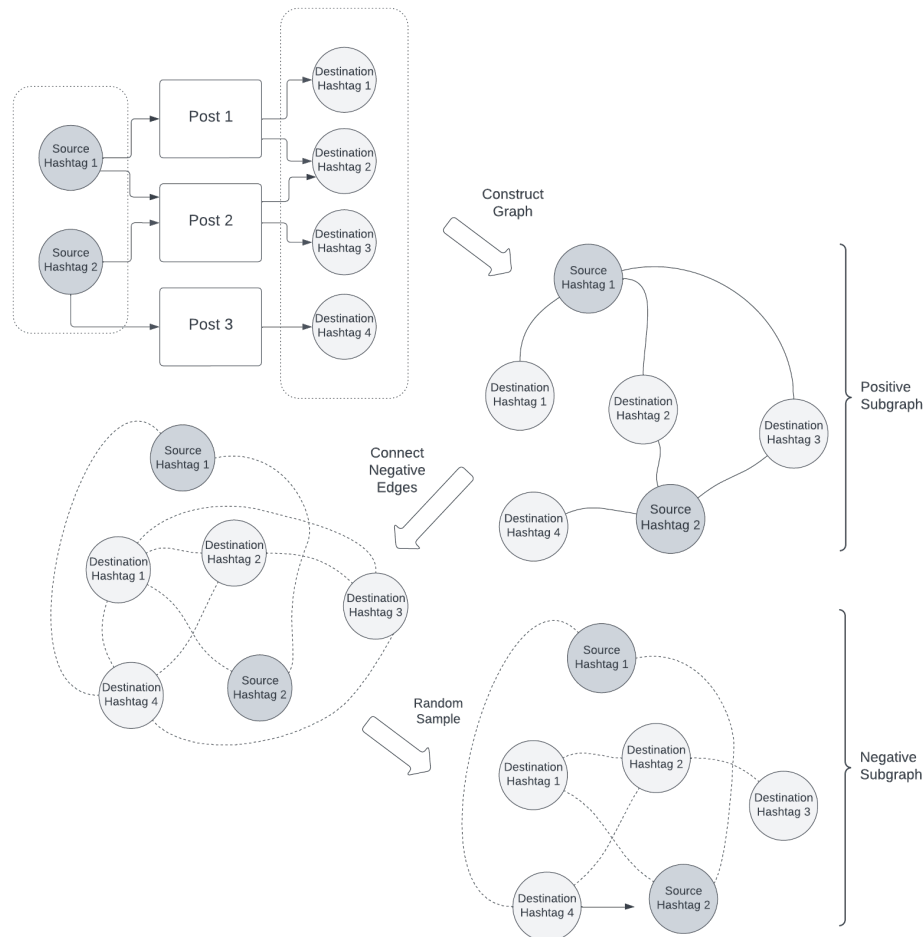 Destination
Hashtag 1
Post 1
Source
Hashtag 1
Destination
Hashtag 2
Post 2
Destination
Hashtag 3
Source
Hashtag 2
Post 3
Destination
Hashtag 4
Construct
Graph
Source
Hashtag 1
Destination
Hashtag 1
Destination
Hashtag 2
Destination
Hashtag 3
Source
Hashtag 2
Destination
Hashtag 4
Positive
Subgraph
Connect
Negative
Edges
Source
Hashtag 1
Destination
Hashtag 2
Destination
Hashtag 1
Destination
Hashtag 3
Source
Hashtag 2
Destination
Hashtag 4
Random
Sample
Source
Hashtag 1
Destination
Hashtag 2
Destination
Hashtag 1
Destination
Hashtag 3
Source
Hashtag 2
Destination
Hashtag 4
Negative
Subgraph